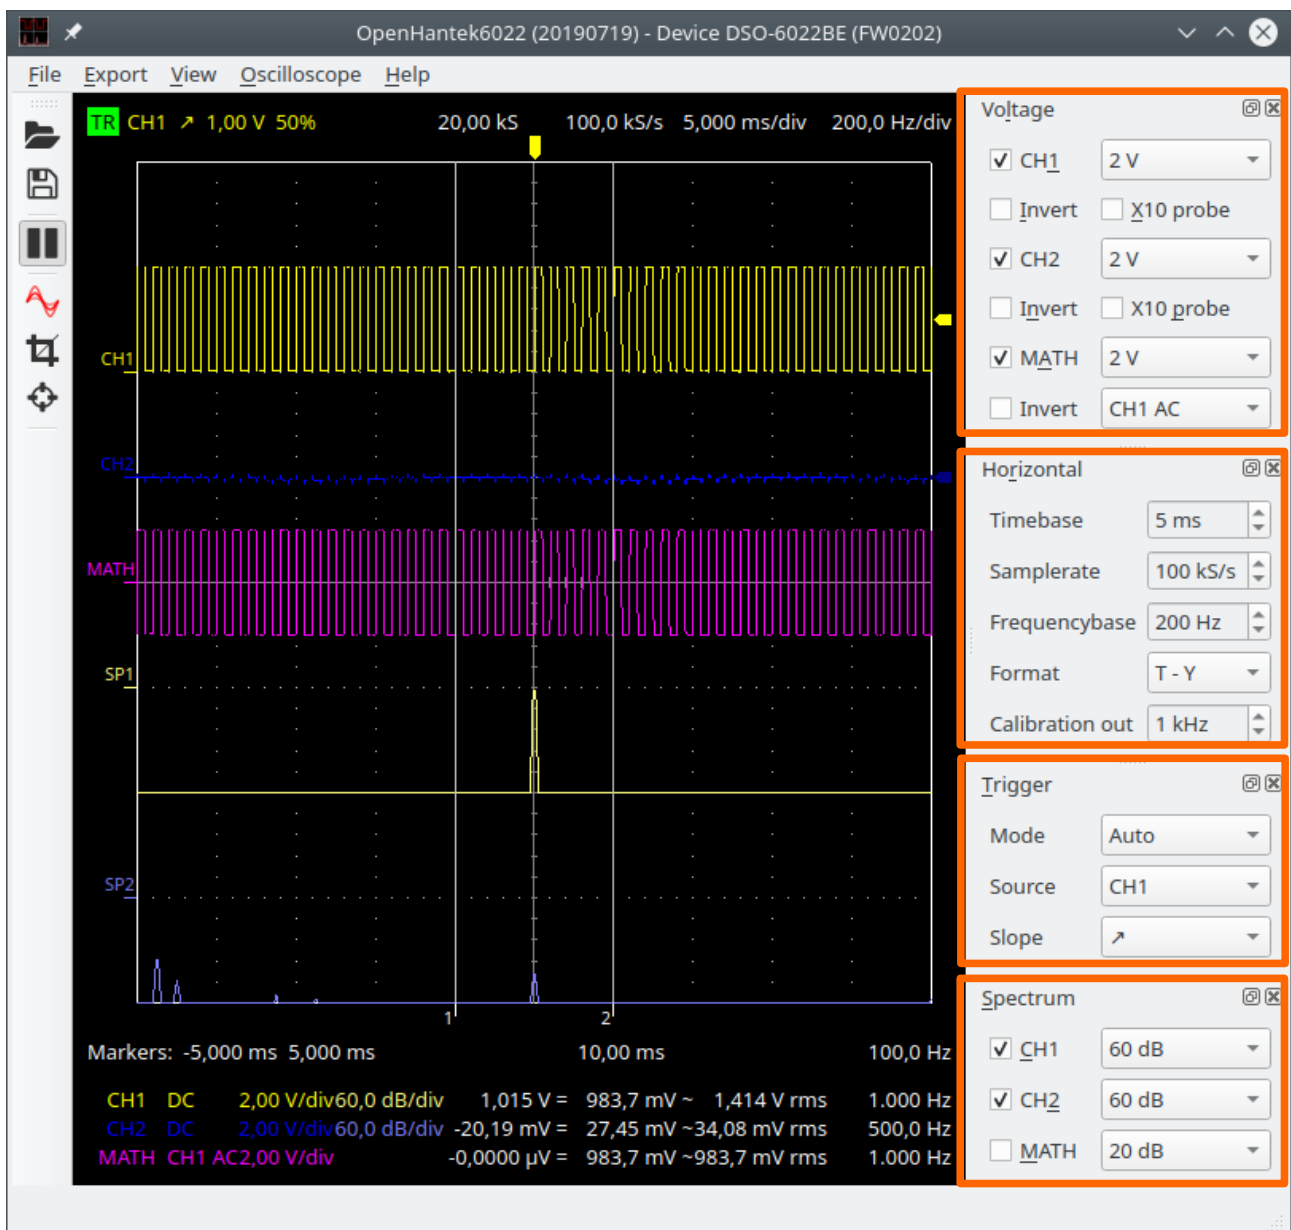 OpenHantek6022 (20190719) - Device DSO-6022BE (FW0202)
File Export View Oscilloscope Help
TR CH1 ↗ 1,00 V 50% 20,00 kS 100,0 kS/s 5,000 ms/div 200,0 Hz/div
CH1
CH2
MATH
SP1
SP2
1 2
Markers: -5,000 ms 5,000 ms 10,00 ms 100,0 Hz
CH1 DC 2,00 V/div 60,0 dB/div 1,015 V = 983,7 mV ~ 1,414 V rms 1.000 Hz
CH2 DC 2,00 V/div 60,0 dB/div -20,19 mV = 27,45 mV ~ 34,08 mV rms 500,0 Hz
MATH CH1 AC 2,00 V/div -0,0000 µV = 983,7 mV ~ 983,7 mV rms 1.000 Hz
Voltage
CH1 2 V
Invert X10 probe
CH2 2 V
Invert X10 probe
MATH 2 V
Invert CH1 AC
Horizontal
Timebase 5 ms
Samplerate 100 kS/s
Frequencybase 200 Hz
Format T - Y
Calibration out 1 kHz
Trigger
Mode Auto
Source CH1
Slope ↗
Spectrum
CH1 60 dB
CH2 60 dB
MATH 20 dB